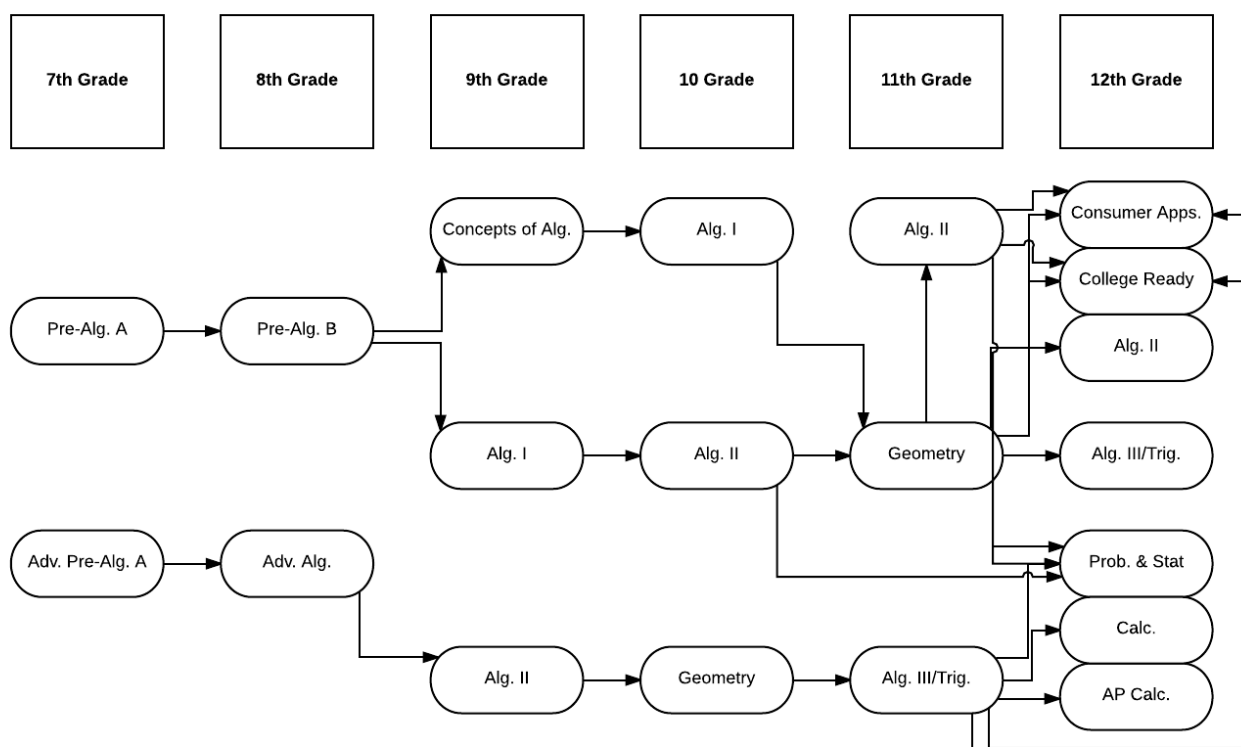 7th Grade
8th Grade
9th Grade
10 Grade
11th Grade
12th Grade
Consumer Apps.
Concepts of Alg.
Alg. I
Alg. II
College Ready
Pre-Alg. A
Pre-Alg. B
Alg. II
Alg. I
Alg. II
Geometry
Alg. III/Trig.
Adv. Pre-Alg. A
Adv. Alg.
Prob. & Stat
Calc.
Alg. II
Geometry
Alg. III/Trig.
AP Calc.